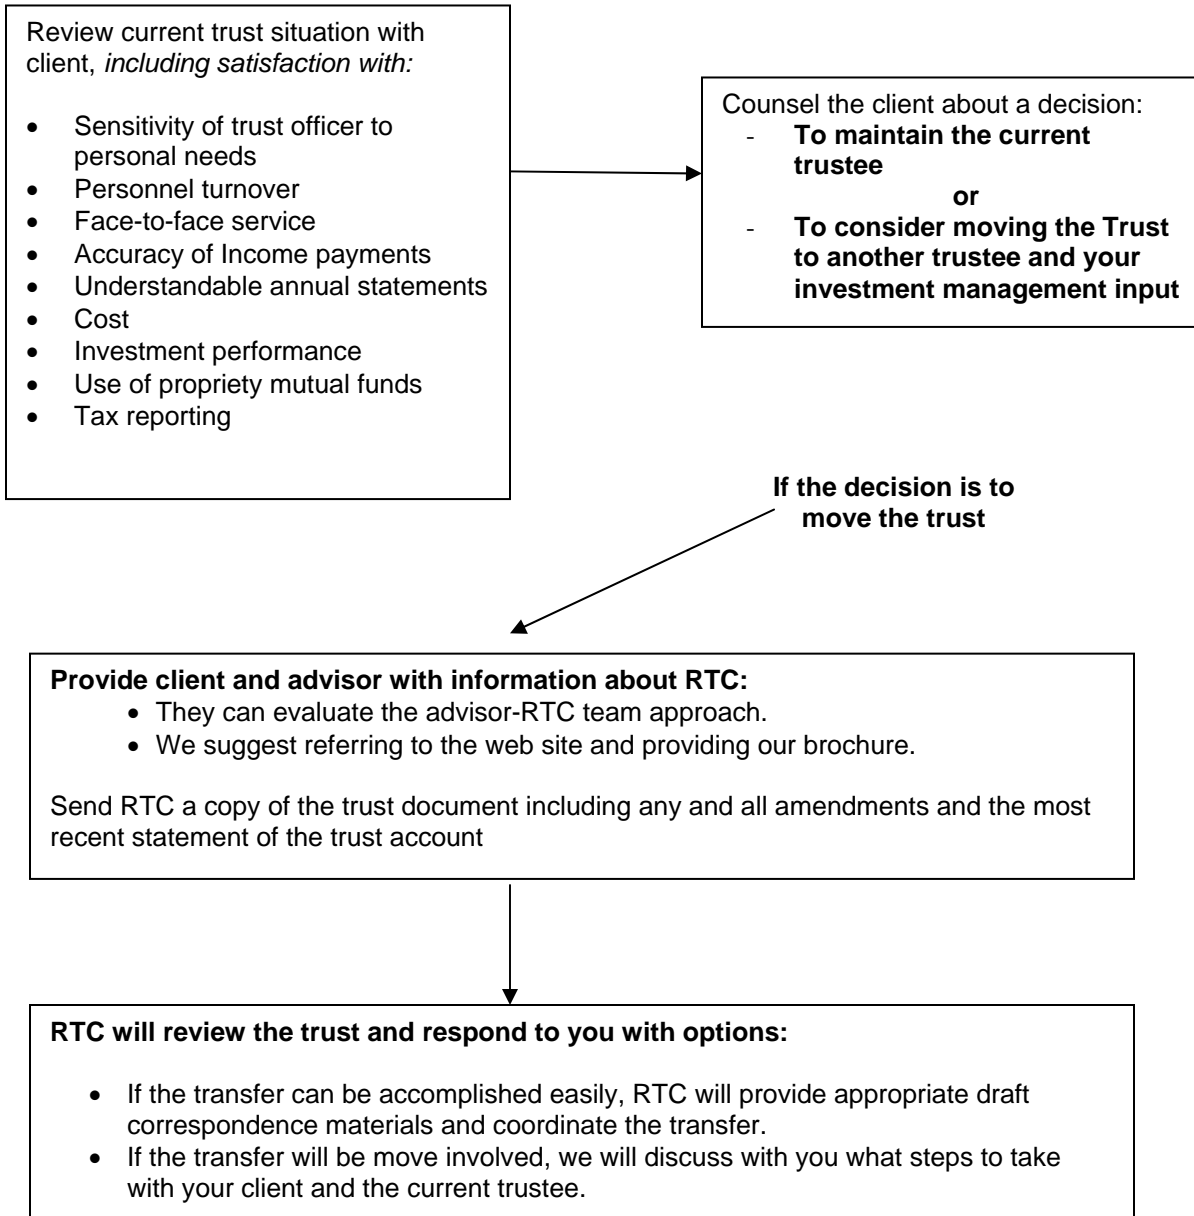 Review current trust situation with
client, including satisfaction with:
• Sensitivity of trust officer to
personal needs
• Personnel turnover
• Face-to-face service
• Accuracy of Income payments
• Understandable annual statements
• Cost
• Investment performance
• Use of propriety mutual funds
• Tax reporting
Counsel the client about a decision:
- To maintain the current
trustee
or
- To consider moving the Trust
to another trustee and your
investment management input
If the decision is to
move the trust
Provide client and advisor with information about RTC:
• They can evaluate the advisor-RTC team approach.
• We suggest referring to the web site and providing our brochure.
Send RTC a copy of the trust document including any and all amendments and the most
recent statement of the trust account
RTC will review the trust and respond to you with options:
• If the transfer can be accomplished easily, RTC will provide appropriate draft
correspondence materials and coordinate the transfer.
• If the transfer will be move involved, we will discuss with you what steps to take
with your client and the current trustee.